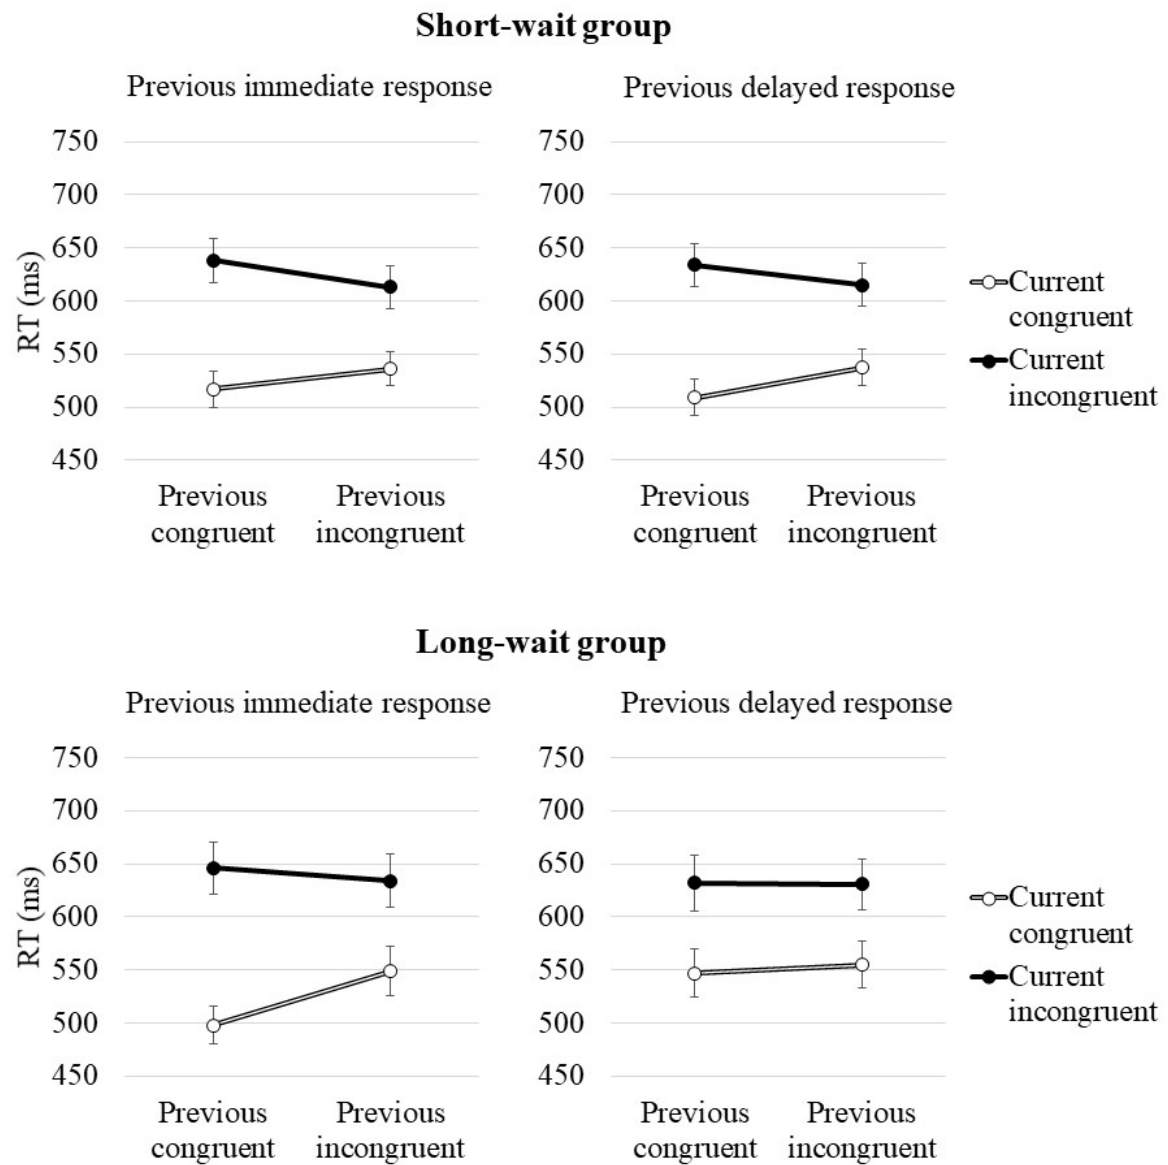 Short-wait group
Previous immediate response
Previous delayed response
750
700
650
600
550
500
450
RT (ms)
Previous
congruent
Previous
incongruent
750
700
650
600
550
500
450
Previous
congruent
Previous
incongruent
Current
congruent
Current
incongruent
Long-wait group
Previous immediate response
Previous delayed response
750
700
650
600
550
500
450
RT (ms)
Previous
congruent
Previous
incongruent
750
700
650
600
550
500
450
Previous
congruent
Previous
incongruent
Current
congruent
Current
incongruent